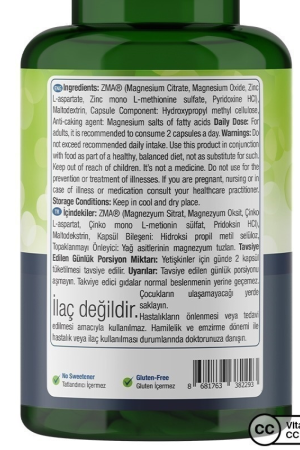 EN Ingredients: ZMA® (Magnesium Citrate, Magnesium Oxide, Zinc
L-aspartate, Zinc mono L-methionine sulfate, Pyridoxine HCl),
Maltodextrin, Capsule Component: Hydroxypropyl methyl cellulose,
Anti-caking agent: Magnesium salts of fatty acids Daily Dose: For
adults, it is recommended to consume 2 capsules a day. Warnings: Do
not exceed recommended daily intake. Use this product in conjunction
with food as part of a healthy, balanced diet, not as substitute for such.
Keep out of reach of children. It's not a medicine. Do not use for the
prevention or treatment of illnesses. If you are pregnant, nursing or in
case of illness or medication consult your healthcare practitioner.
Storage Conditions: Keep in cool and dry place.
TR İçindekiler: ZMA® (Magnezyum Sitrat, Magnezyum Oksit, Çinko
L-aspartat, Çinko mono L-metionin sulfat, Pridoksin HCl),
Maltodekstrin, Kapsül Bileşeni: Hidroksi propil metil selüloz,
Topaklanmayı Önleyici: Yağ asitlerinin magnezyum tuzları. Tavsiye
Edilen Günlük Porsiyon Miktarı: Yetişkinler için günde 2 kapsül
tüketilmesi tavsiye edilir. Uyarılar: Tavsiye edilen günlük porsiyonu
aşmayın. Takviye edici gıdalar normal beslenmenin yerine geçemez.
Çocukların ulaşamayacağı yerde
saklayın.
İlaç değildir. Hastalıkların önlenmesi veya tedavi
edilmesi amacıyla kullanılmaz. Hamilelik ve emzirme dönemi ile
hastalık veya ilaç kullanılması durumlarında doktorunuza danışın.
No Sweetener
Tatlandırıcı İçermez
Gluten-Free
Gluten İçermez
8 681763 382293
CC
Vita
CC